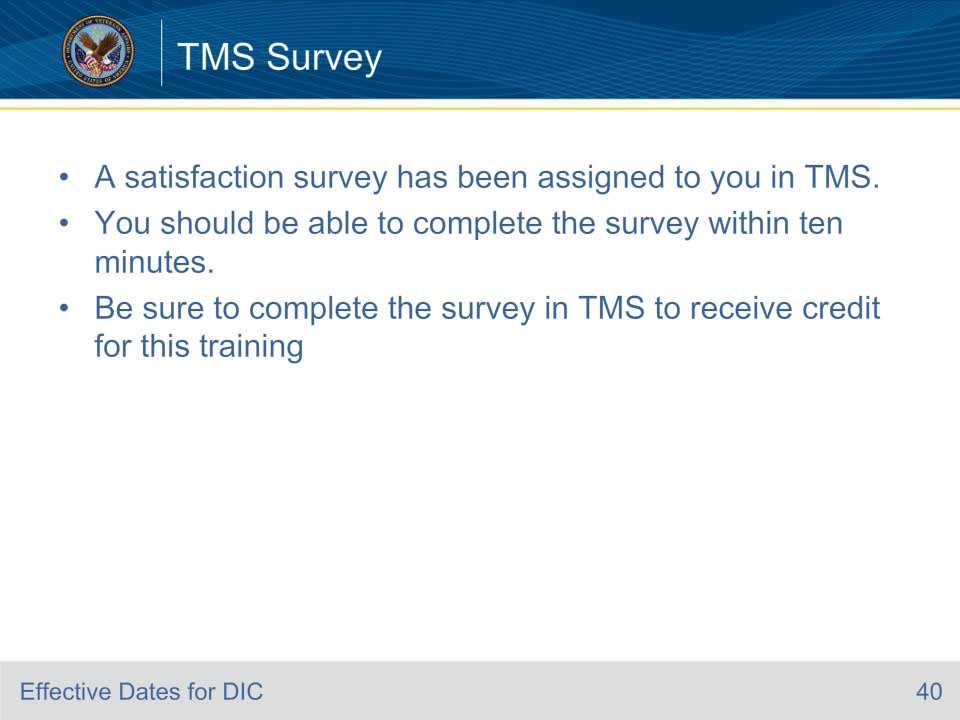 TMS Survey
• A satisfaction survey has been assigned to you in TMS.
• You should be able to complete the survey within ten
minutes.
• Be sure to complete the survey in TMS to receive credit
for this training
Effective Dates for DIC
40